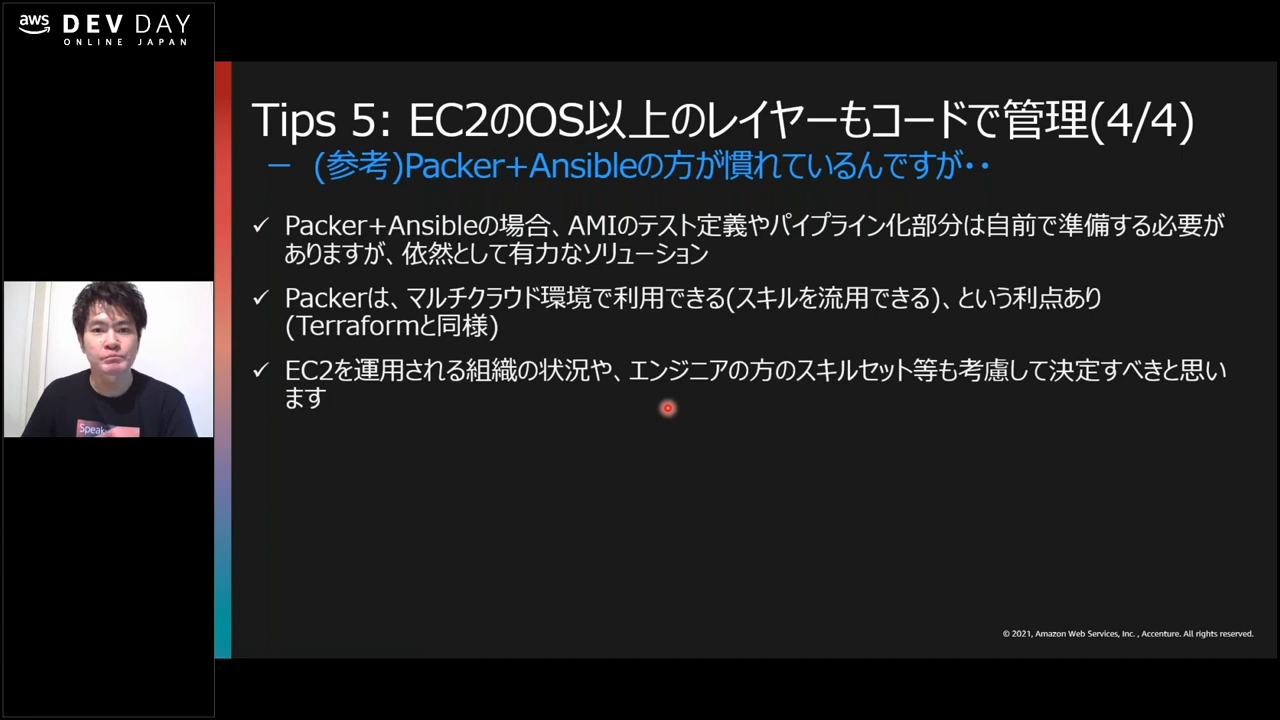 aws DEV DAY
ONLINE JAPAN
Tips 5: EC2のOS以上のレイヤーもコードで管理(4/4)
－ (参考)Packer+Ansibleの方が慣れているんですが・・
✓ Packer+Ansibleの場合、AMIのテスト定義やパイプライン化部分は自前で準備する必要が
ありますが、依然として有力なソリューション
✓ Packerは、マルチクラウド環境で利用できる(スキルを流用できる)、という利点あり
(Terraformと同様)
✓ EC2を運用される組織の状況や、エンジニアの方のスキルセット等も考慮して決定すべきと思い
ます
Speak
© 2021, Amazon Web Services, Inc. , Accenture. All rights reserved.